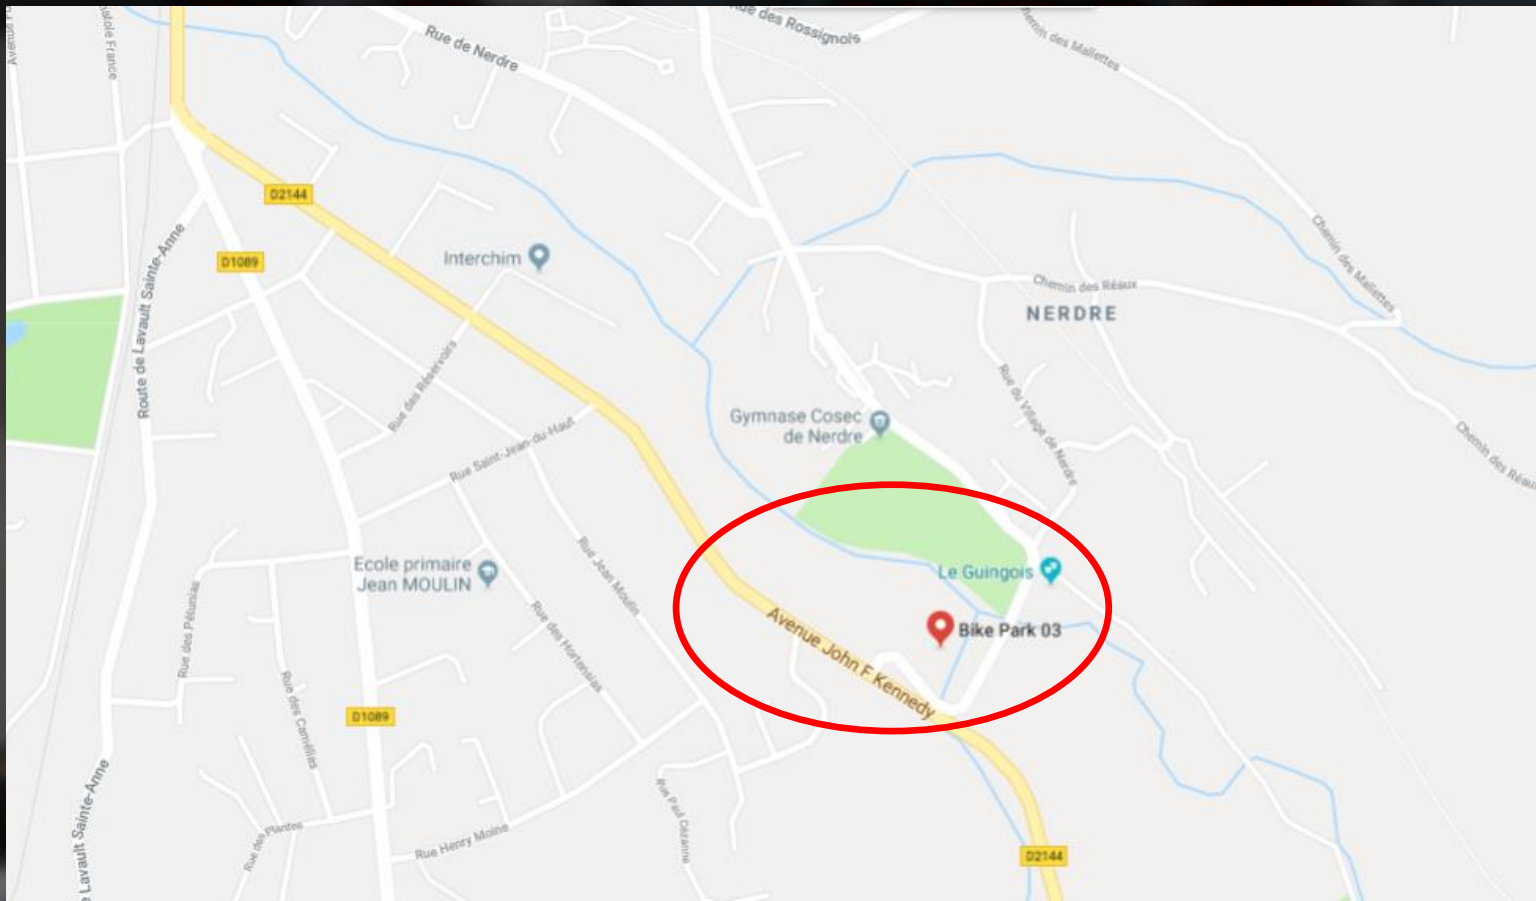 Rue des Rossignols
Rue de Nerdre
Chemin des Mallettes
Anatole France
D2144
D1089
Route de Lavault Sainte-Anne
Interchim
Chemin des Mallettes
Chemin des Réaux
NERDRE
Rue des Réservoirs
Rue du Village de Nerdre
Gymnase Cosec
de Nerdre
Chemin des Réaux
Rue Saint-Jean-du-Haut
Ecole primaire
Jean MOULIN
Rue Jean Moulin
Le Guingois
Bike Park 03
Avenue John F Kennedy
Rue des Pétunias
Rue des Hortensias
Rue des Camélias
D1089
Rue Paul Cézanne
Lavault Sainte-Anne
Rue des Plantes
Rue Henry Moine
D2144